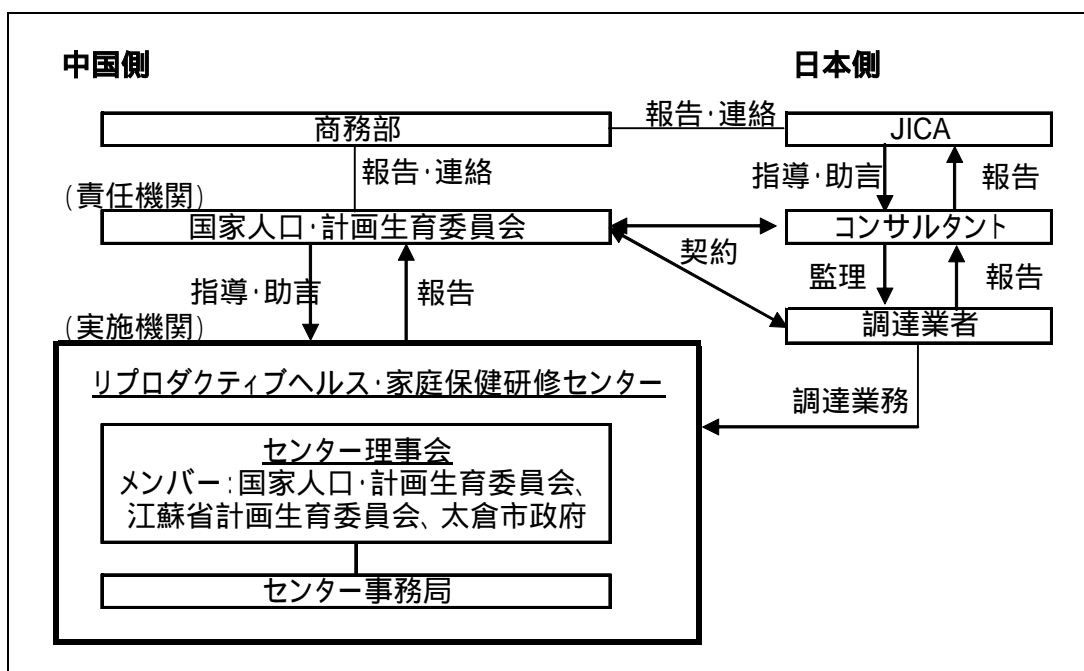 中国側
日本側
商務部
報告・連絡
JICA
報告・連絡
指導・助言
報告
(責任機関)
国家人口・計画生育委員会
コンサルタント
契約
指導・助言
報告
監理
報告
(実施機関)
調達業者
リプロダクティブヘルス・家庭保健研修センター
調達業務
センター理事会
メンバー:国家人口・計画生育委員会、
江蘇省計画生育委員会、太倉市政府
センター事務局